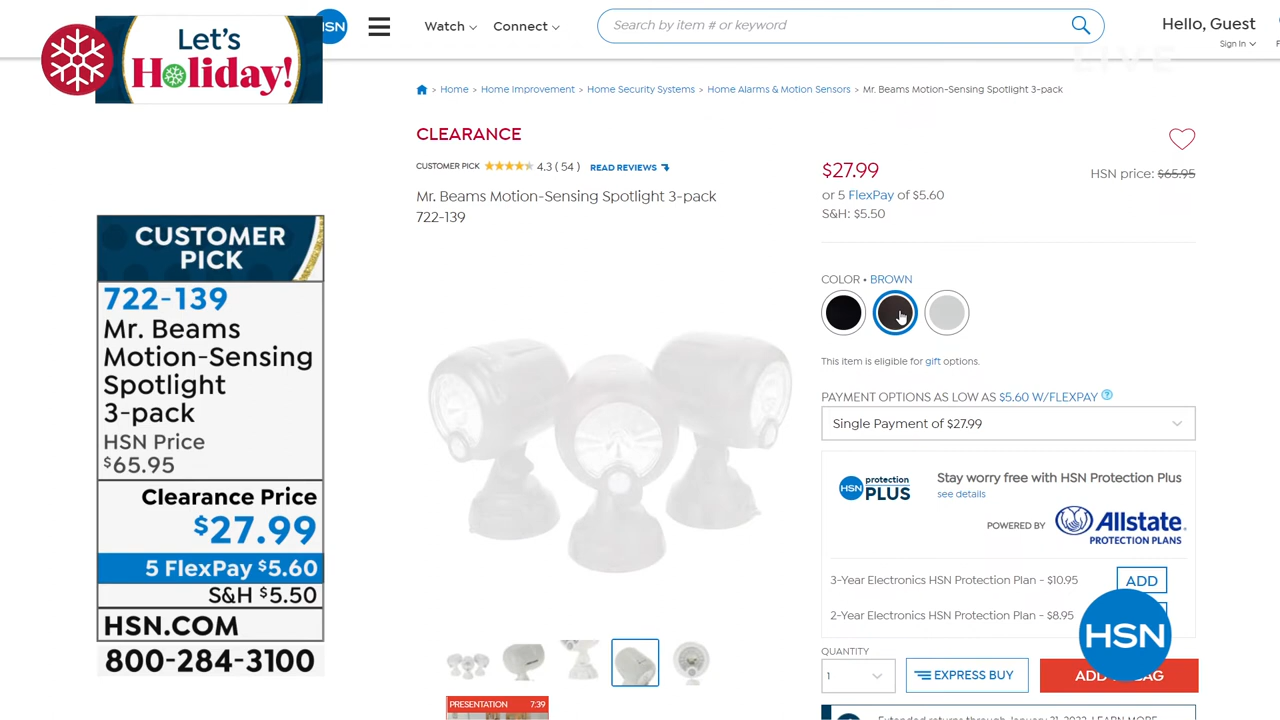 Let's
Holiday!
HSN
Watch
Connect
Search by item # or keyword
Hello, Guest
Sign In
LIVE
> Home > Home Improvement > Home Security Systems > Home Alarms & Motion Sensors > Mr. Beams Motion-Sensing Spotlight 3-pack
CLEARANCE
CUSTOMER PICK 4.3 ( 54 ) READ REVIEWS
Mr. Beams Motion-Sensing Spotlight 3-pack
722-139
$27.99
HSN price: $65.95
or 5 FlexPay of $5.60
S&H: $5.50
COLOR • BROWN
This item is eligible for gift options.
PAYMENT OPTIONS AS LOW AS $5.60 W/FLEXPAY ?
Single Payment of $27.99
HSN protection PLUS
Stay worry free with HSN Protection Plus
see details
POWERED BY Allstate
PROTECTION PLANS
3-Year Electronics HSN Protection Plan - $10.95 ADD
2-Year Electronics HSN Protection Plan - $8.95
QUANTITY
1
EXPRESS BUY
HSN
PRESENTATION 7:39
CUSTOMER
PICK
722-139
Mr. Beams
Motion-Sensing
Spotlight
3-pack
HSN Price
$65.95
Clearance Price
$27.99
5 FlexPay $5.60
S&H $5.50
HSN.COM
800-284-3100